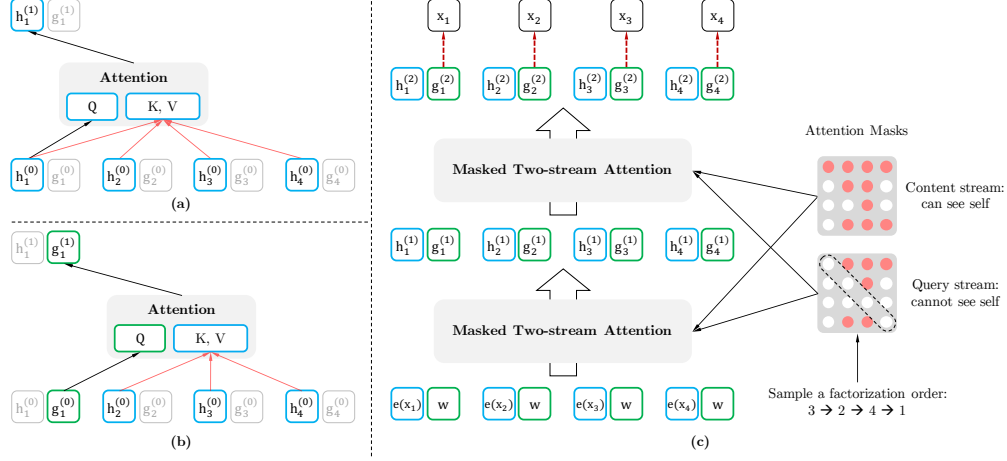 h₁⁽¹⁾ g₁⁽¹⁾
Attention
Q K, V
h₁⁽⁰⁾ g₁⁽⁰⁾ h₂⁽⁰⁾ g₂⁽⁰⁾ h₃⁽⁰⁾ g₃⁽⁰⁾ h₄⁽⁰⁾ g₄⁽⁰⁾
(a)
h₁⁽¹⁾ g₁⁽¹⁾
Attention
Q K, V
h₁⁽⁰⁾ g₁⁽⁰⁾ h₂⁽⁰⁾ g₂⁽⁰⁾ h₃⁽⁰⁾ g₃⁽⁰⁾ h₄⁽⁰⁾ g₄⁽⁰⁾
(b)
x₁ x₂ x₃ x₄
h₁⁽²⁾ g₁⁽²⁾ h₂⁽²⁾ g₂⁽²⁾ h₃⁽²⁾ g₃⁽²⁾ h₄⁽²⁾ g₄⁽²⁾
Masked Two-stream Attention
h₁⁽¹⁾ g₁⁽¹⁾ h₂⁽¹⁾ g₂⁽¹⁾ h₃⁽¹⁾ g₃⁽¹⁾ h₄⁽¹⁾ g₄⁽¹⁾
Masked Two-stream Attention
e(x₁) w e(x₂) w e(x₃) w e(x₄) w
(c)
Attention Masks
Content stream:
can see self
Query stream:
cannot see self
Sample a factorization order:
3 → 2 → 4 → 1